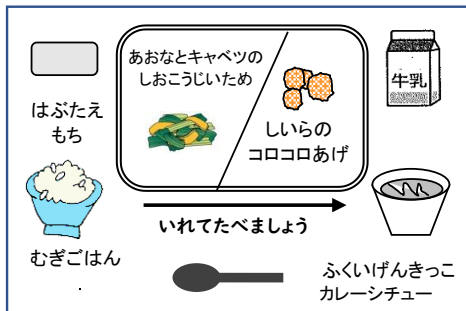 はぶたえ
もち
あおなとキャベツの
しおこうじいため
しいらの
コロコロあげ
牛乳
むぎごはん
いれてたべましょう
ふくいげんきっこ
カレーシチュー